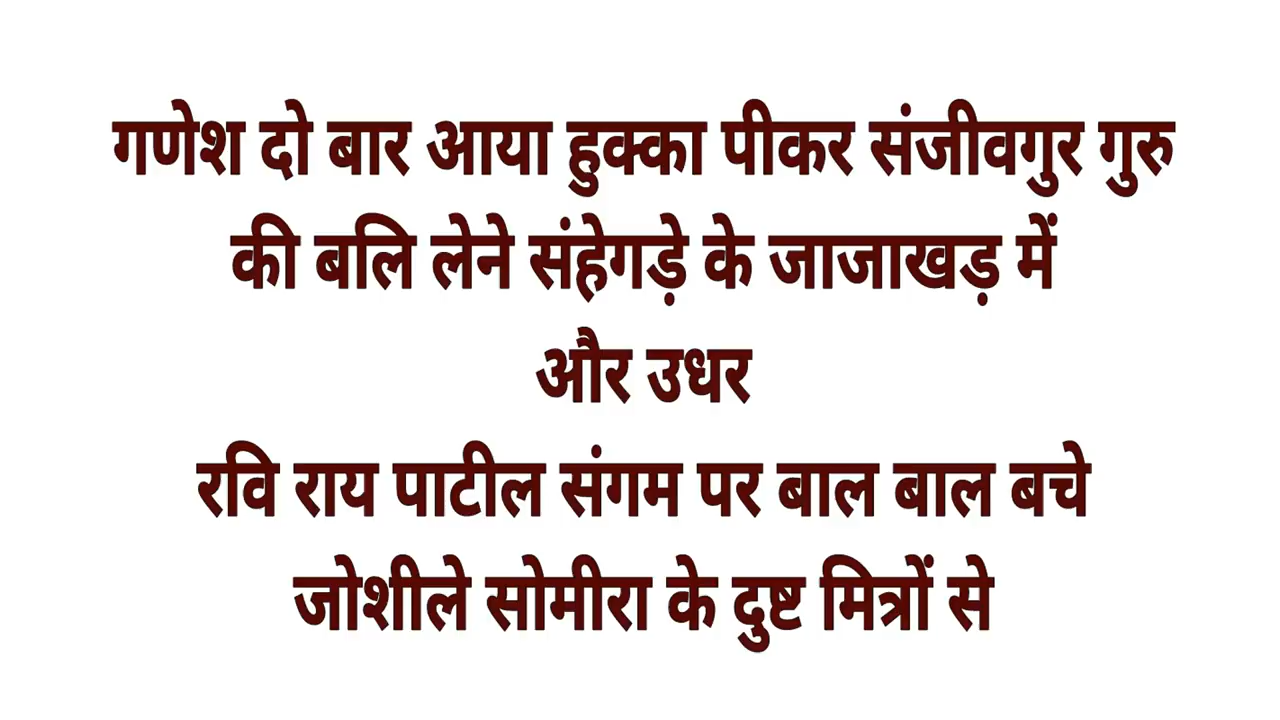 गणेश दो बार आया हुक्का पीकर संजीवगुर गुरु
की बलि लेने संहेगड़े के जाजाखड़ में
और उधर
रवि राय पाटील संगम पर बाल बाल बचे
जोशीले सोमीरा के दुष्ट मित्रों से